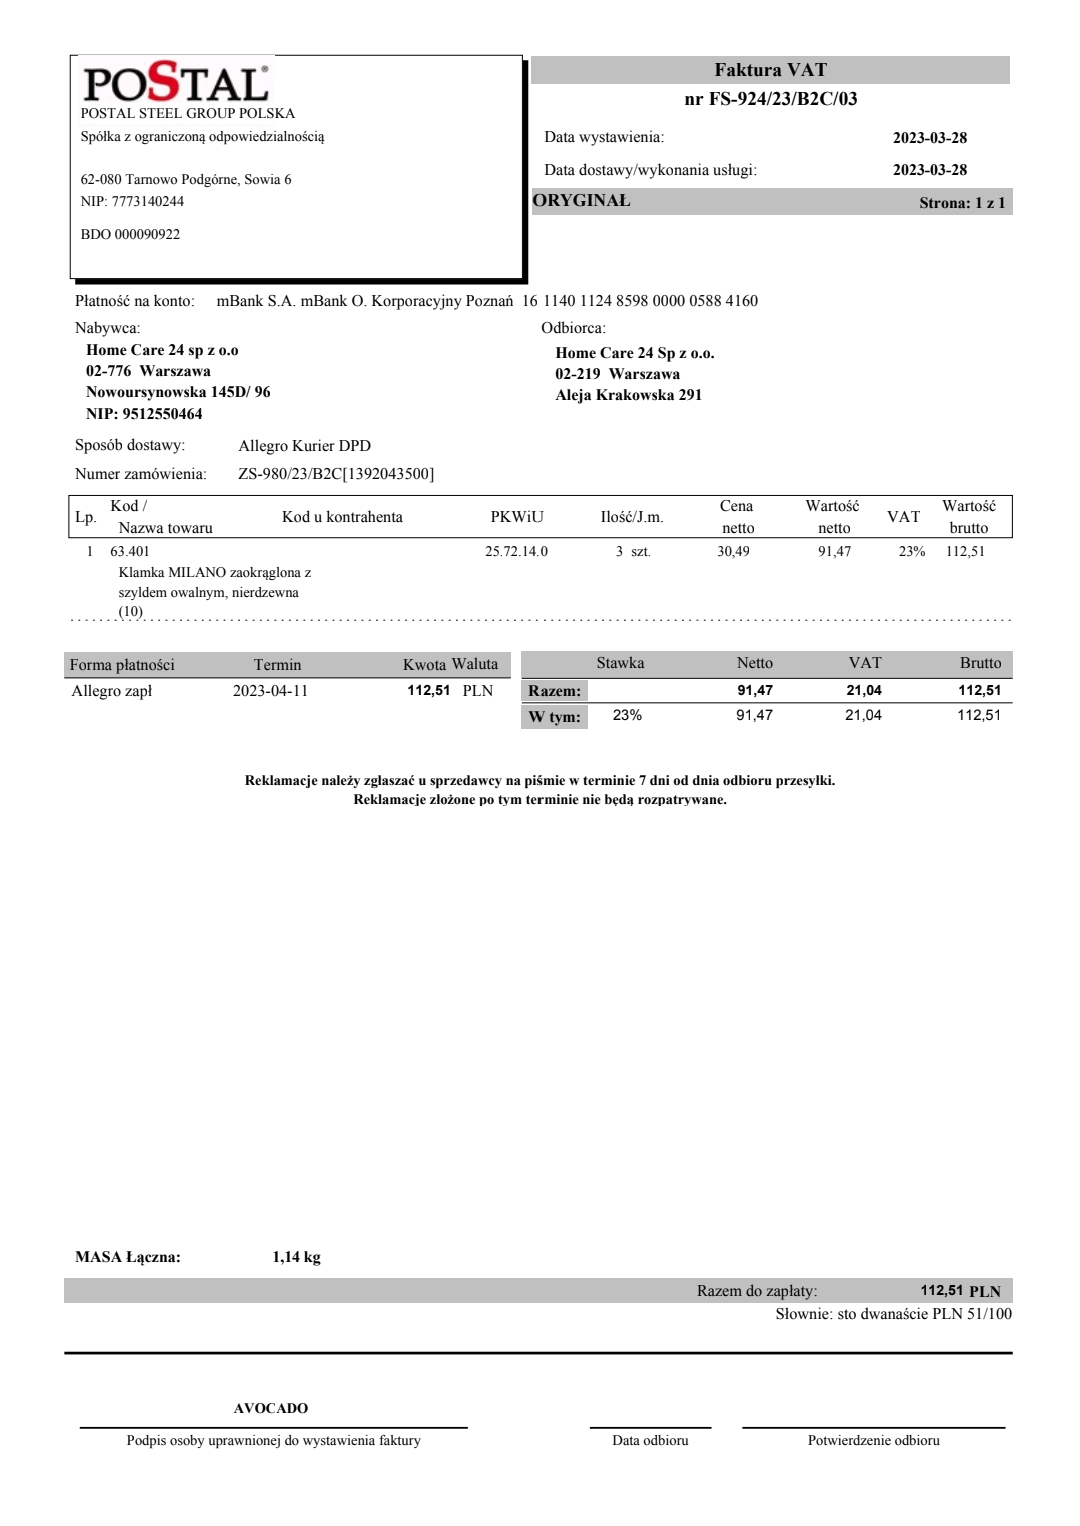 POSTAL®
POSTAL STEEL GROUP POLSKA
Spółka z ograniczoną odpowiedzialnością
62-080 Tarnowo Podgórne, Sowia 6
NIP: 7773140244
BDO 000090922
Faktura VAT
nr FS-924/23/B2C/03
Data wystawienia: 2023-03-28
Data dostawy/wykonania usługi: 2023-03-28
ORYGINAŁ Strona: 1 z 1
Płatność na konto: mBank S.A. mBank O. Korporacyjny Poznań 16 1140 1124 8598 0000 0588 4160
Nabywca:
Home Care 24 sp z o.o
02-776 Warszawa
Nowoursynowska 145D/ 96
NIP: 9512550464
Odbiorca:
Home Care 24 Sp z o.o.
02-219 Warszawa
Aleja Krakowska 291
Sposób dostawy: Allegro Kurier DPD
Numer zamówienia: ZS-980/23/B2C[1392043500]
Lp. Kod / Nazwa towaru Kod u kontrahenta PKWiU Ilość/J.m. Cena netto Wartość netto VAT Wartość brutto
1 63.401 25.72.14.0 3 szt. 30,49 91,47 23% 112,51
Klamka MILANO zaokrąglona z
szyldem owalnym, nierdzewna
(10)
Forma płatności Termin Kwota Waluta
Allegro zapł 2023-04-11 112,51 PLN
Stawka Netto VAT Brutto
Razem: 91,47 21,04 112,51
W tym: 23% 91,47 21,04 112,51
Reklamacje należy zgłaszać u sprzedawcy na piśmie w terminie 7 dni od dnia odbioru przesyłki.
Reklamacje złożone po tym terminie nie będą rozpatrywane.
MASA Łączna: 1,14 kg
Razem do zapłaty: 112,51 PLN
Słownie: sto dwanaście PLN 51/100
AVOCADO
Podpis osoby uprawnionej do wystawienia faktury
Data odbioru
Potwierdzenie odbioru